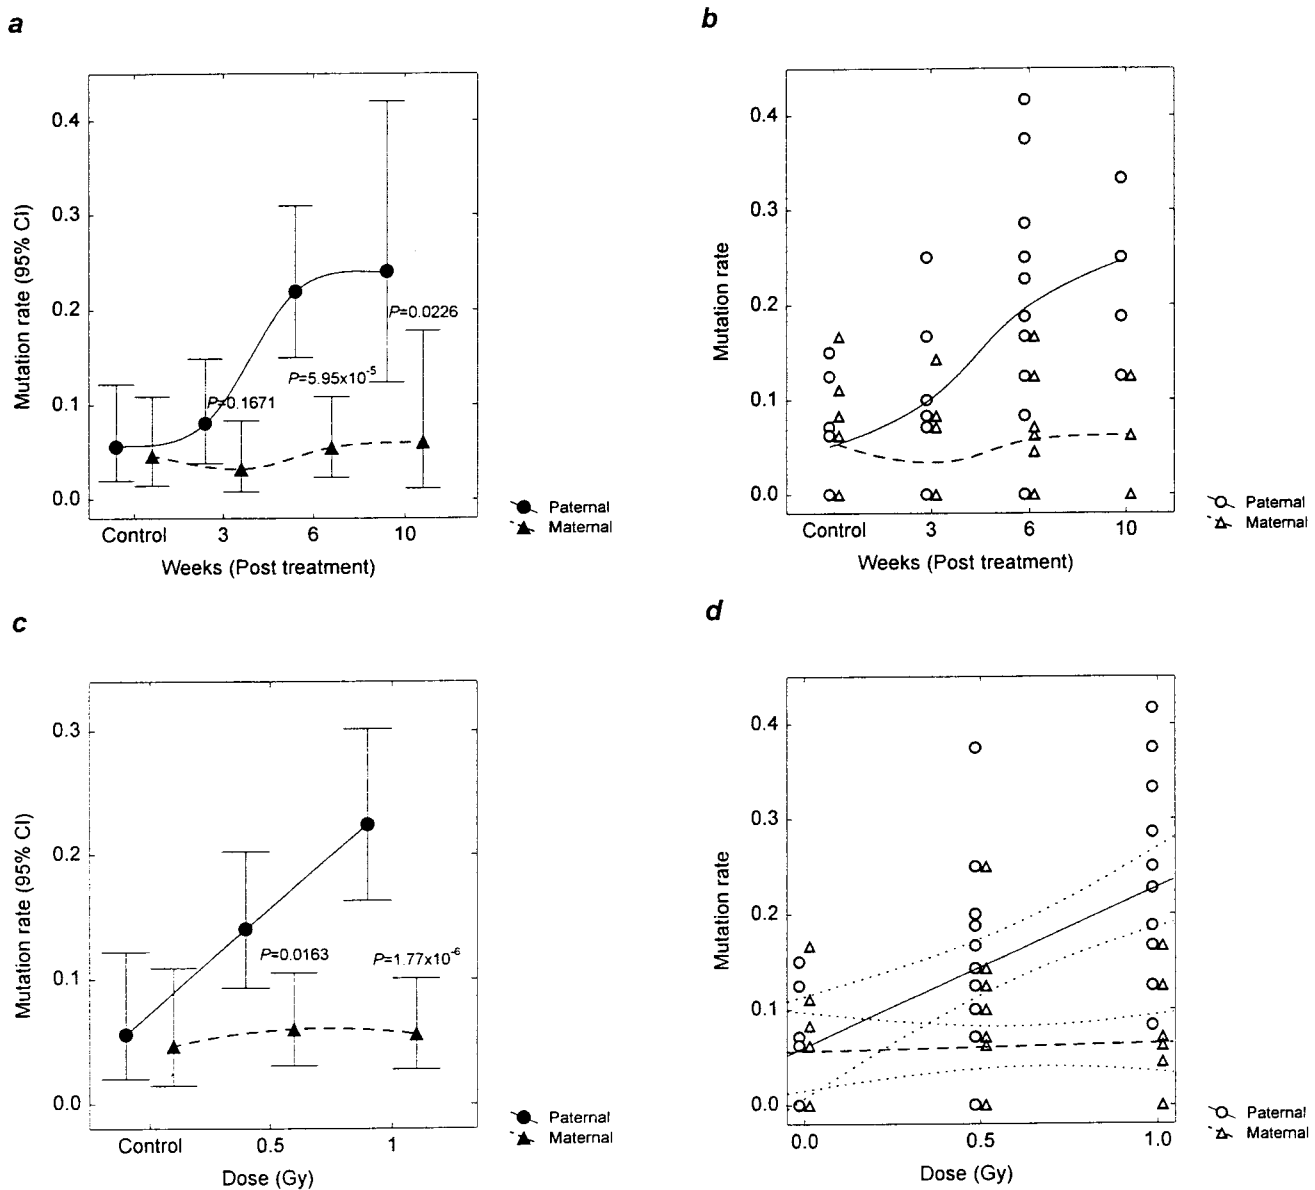 a
Mutation rate (95% CI)
0.4
0.3
0.2
0.1
0.0
P=0.0226
P=5.95x10-5
P=0.1671
Control 3 6 10
Weeks (Post treatment)
Paternal
Maternal
b
Mutation rate
0.4
0.3
0.2
0.1
0.0
Control 3 6 10
Weeks (Post treatment)
Paternal
Maternal
c
Mutation rate (95% CI)
0.3
0.2
0.1
0.0
P=0.0163
P=1.77x10-6
Control 0.5 1
Dose (Gy)
Paternal
Maternal
d
Mutation rate
0.4
0.3
0.2
0.1
0.0
0.0 0.5 1.0
Dose (Gy)
Paternal
Maternal